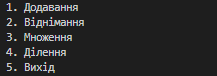 1. Додавання
2. Віднімання
3. Множення
4. Ділення
5. Вихід